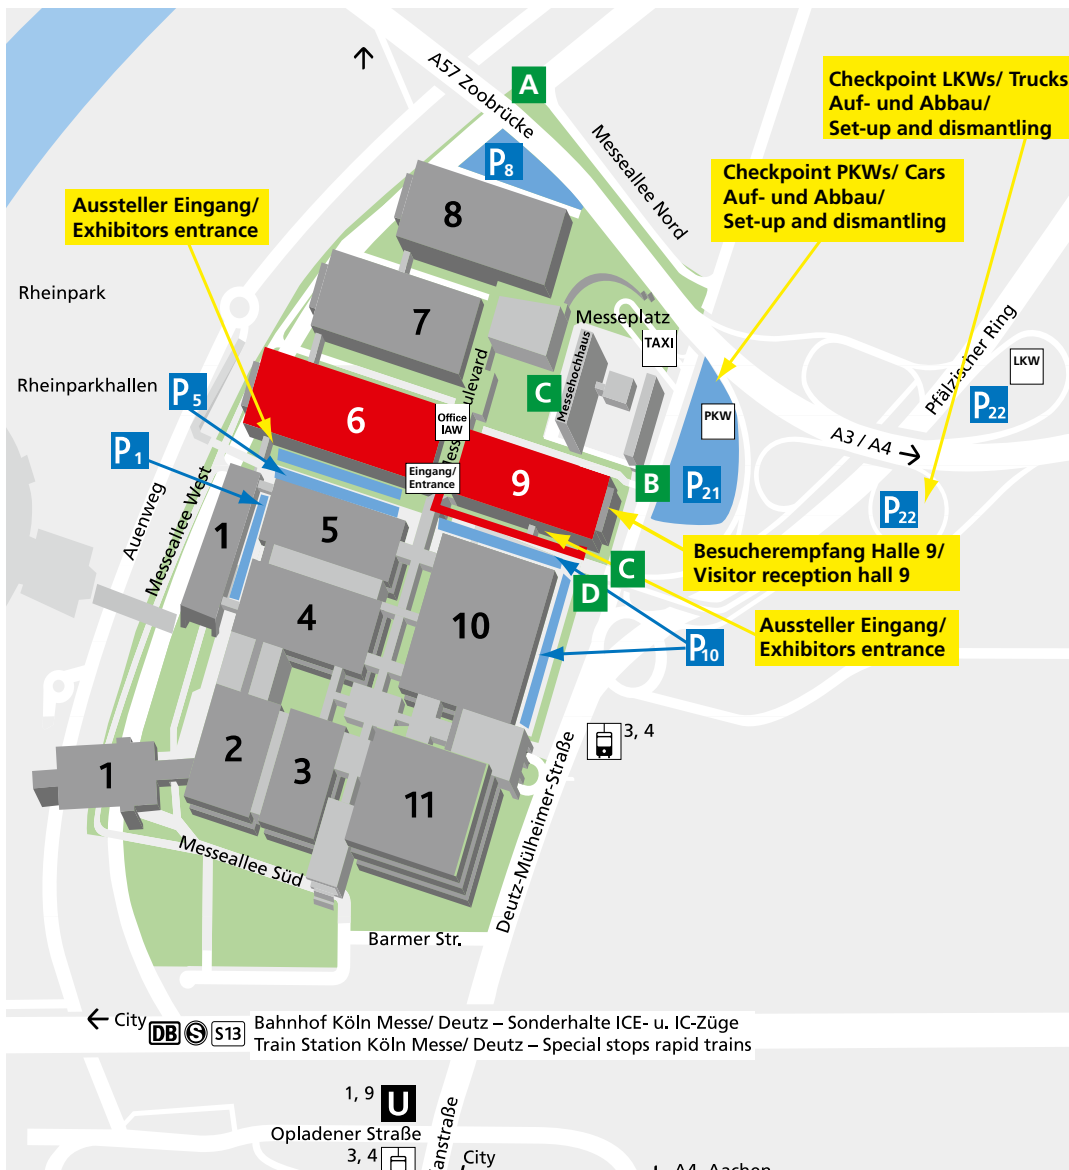 A57 Zoobrücke
A
Checkpoint LKWs/ Trucks
Auf- und Abbau/
Set-up and dismantling
Messeallee Nord
P8
Checkpoint PKWs/ Cars
Auf- und Abbau/
Set-up and dismantling
Aussteller Eingang/
Exhibitors entrance
8
Rheinpark
7
Messeplatz
TAXI
Messehochhaus
Pfälzischer Ring
LKW
Rheinparkhallen
P5
C
P22
6
Office
IAW
PKW
A3 / A4
P1
Eingang/
Entrance
9
B
P21
P22
Auenweg
Messeallee West
1
5
Besucherempfang Halle 9/
Visitor reception hall 9
C
D
4
10
Aussteller Eingang/
Exhibitors entrance
P10
3, 4
2
3
1
11
Deutz-Mülheimer-Straße
Messeallee Süd
Barmer Str.
City
DB
S
S13
Bahnhof Köln Messe/ Deutz – Sonderhalte ICE- u. IC-Züge
Train Station Köln Messe/ Deutz – Special stops rapid trains
1, 9
U
Opladener Straße
3, 4
City
A4, Aachen